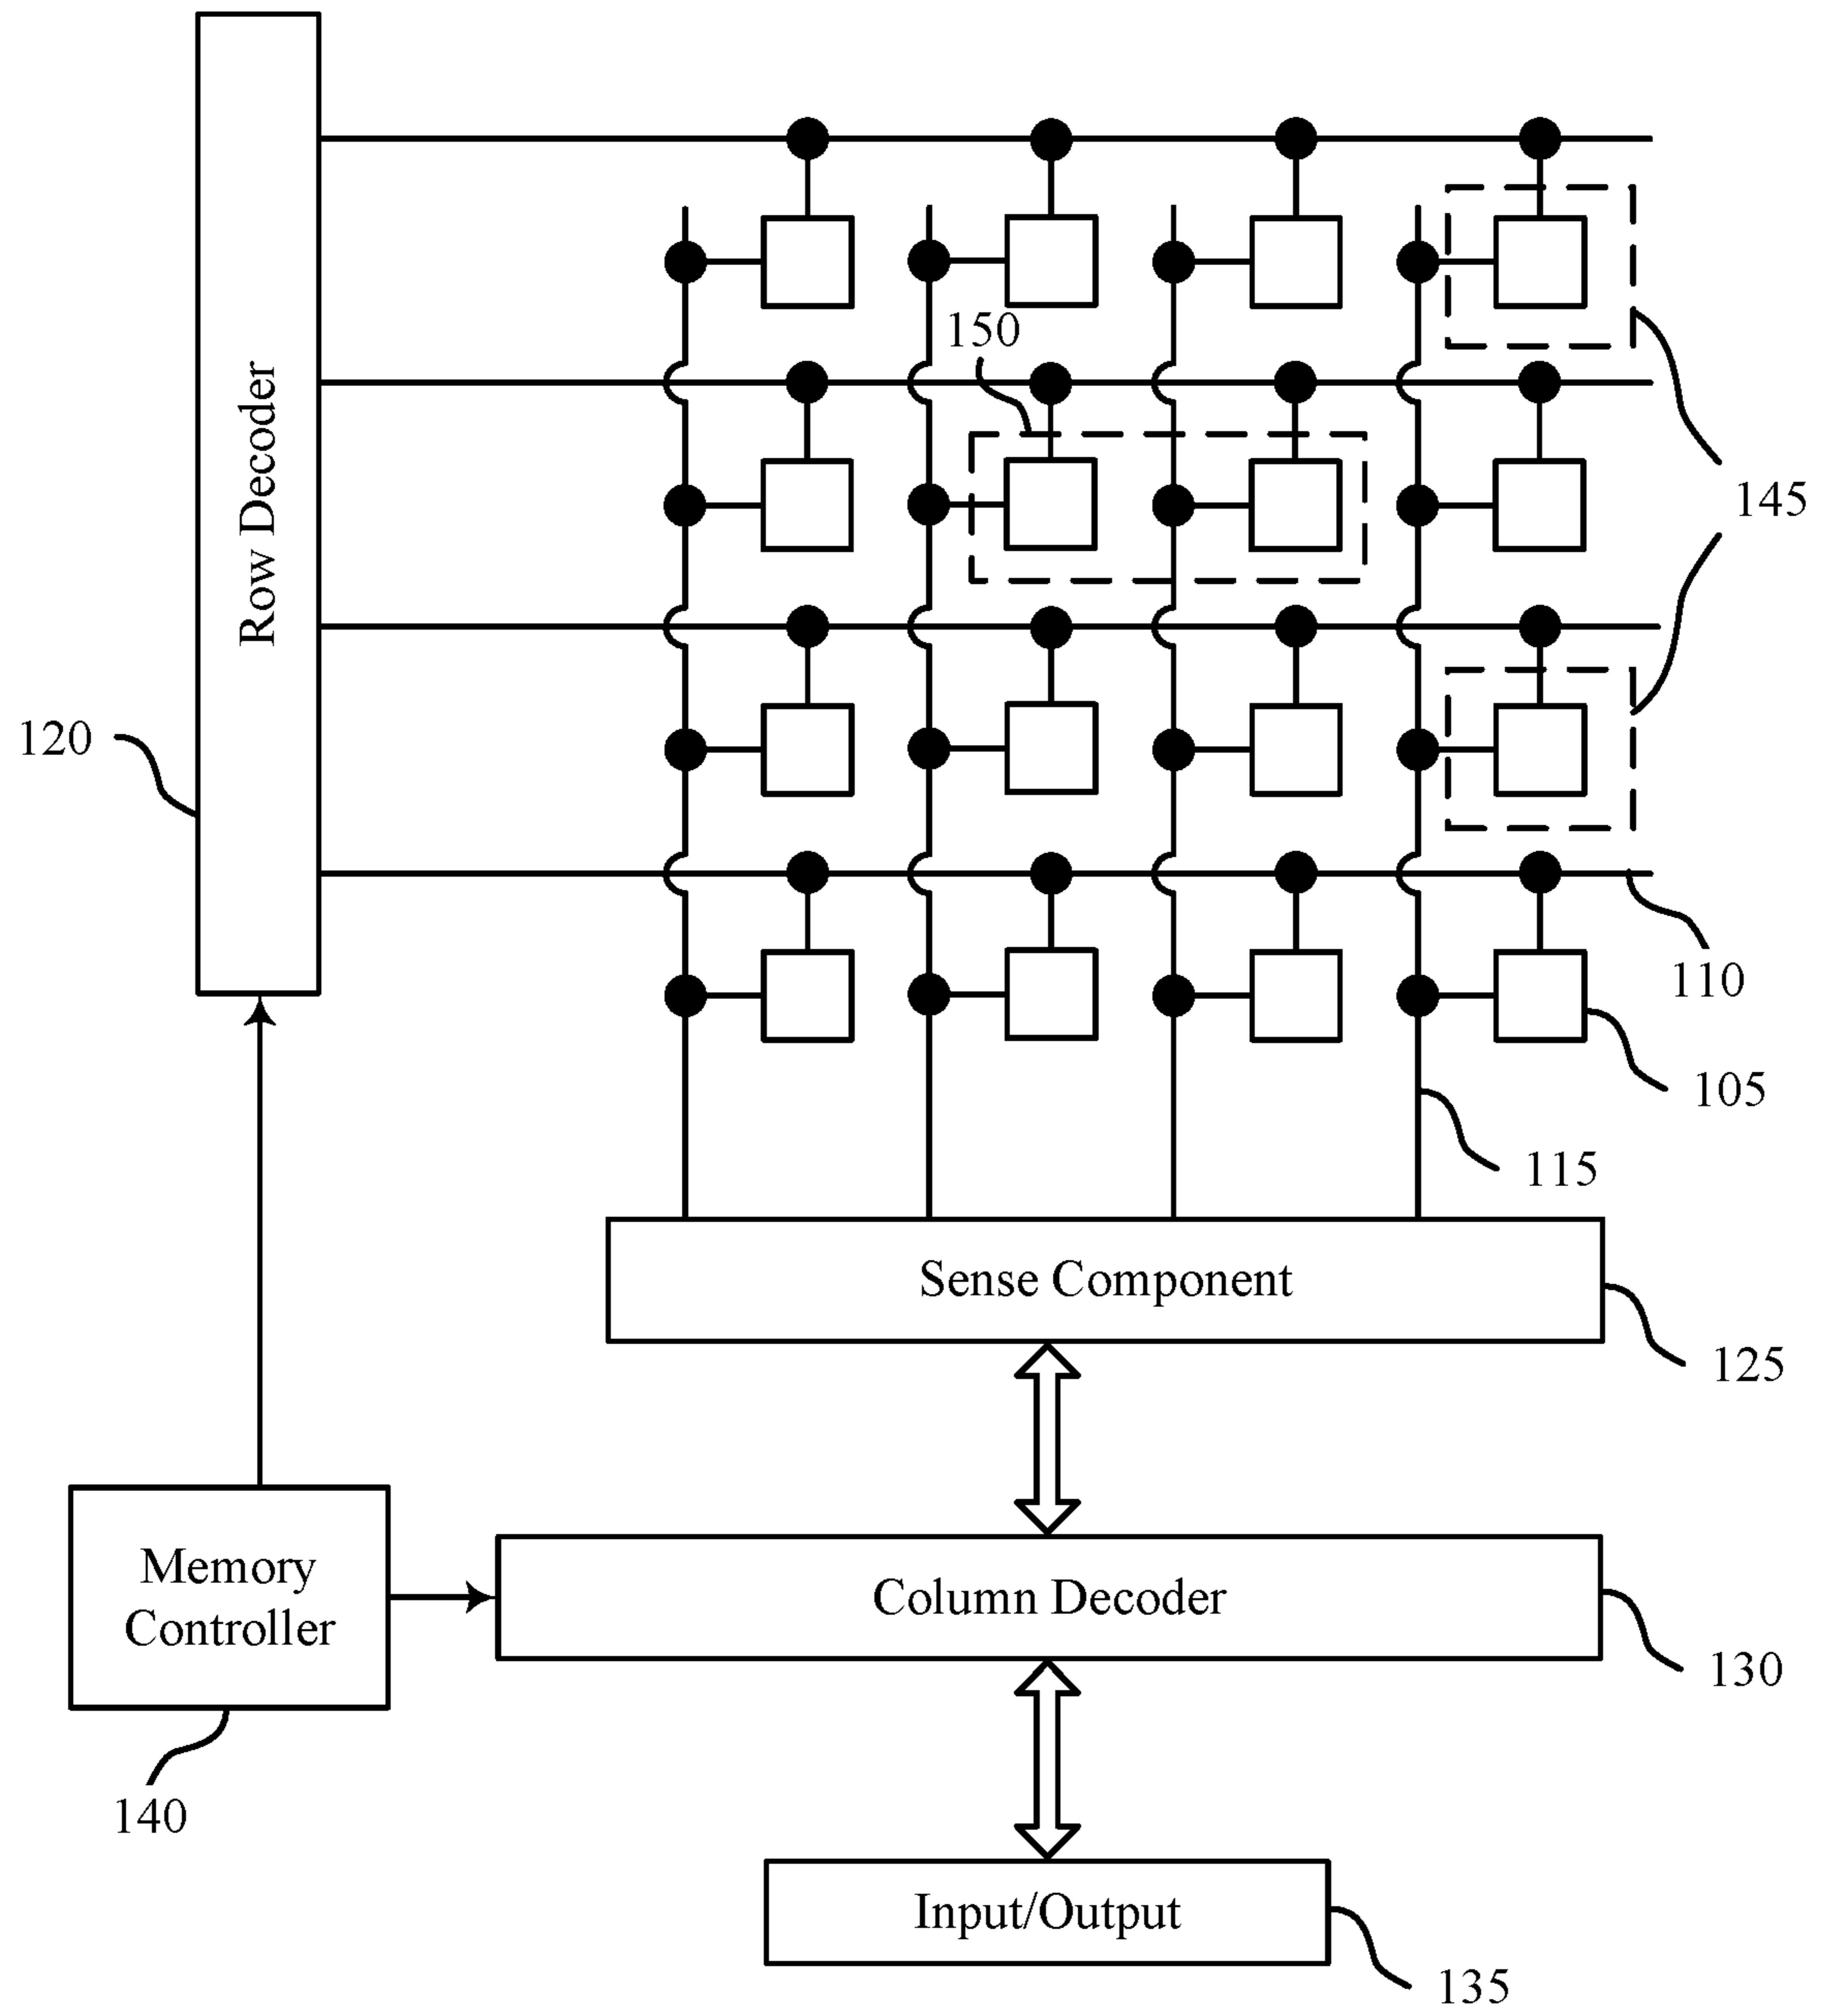 150
Row Decoder
145
120
110
105
115
Sense Component
125
Memory
Controller
Column Decoder
130
140
Input/Output
135